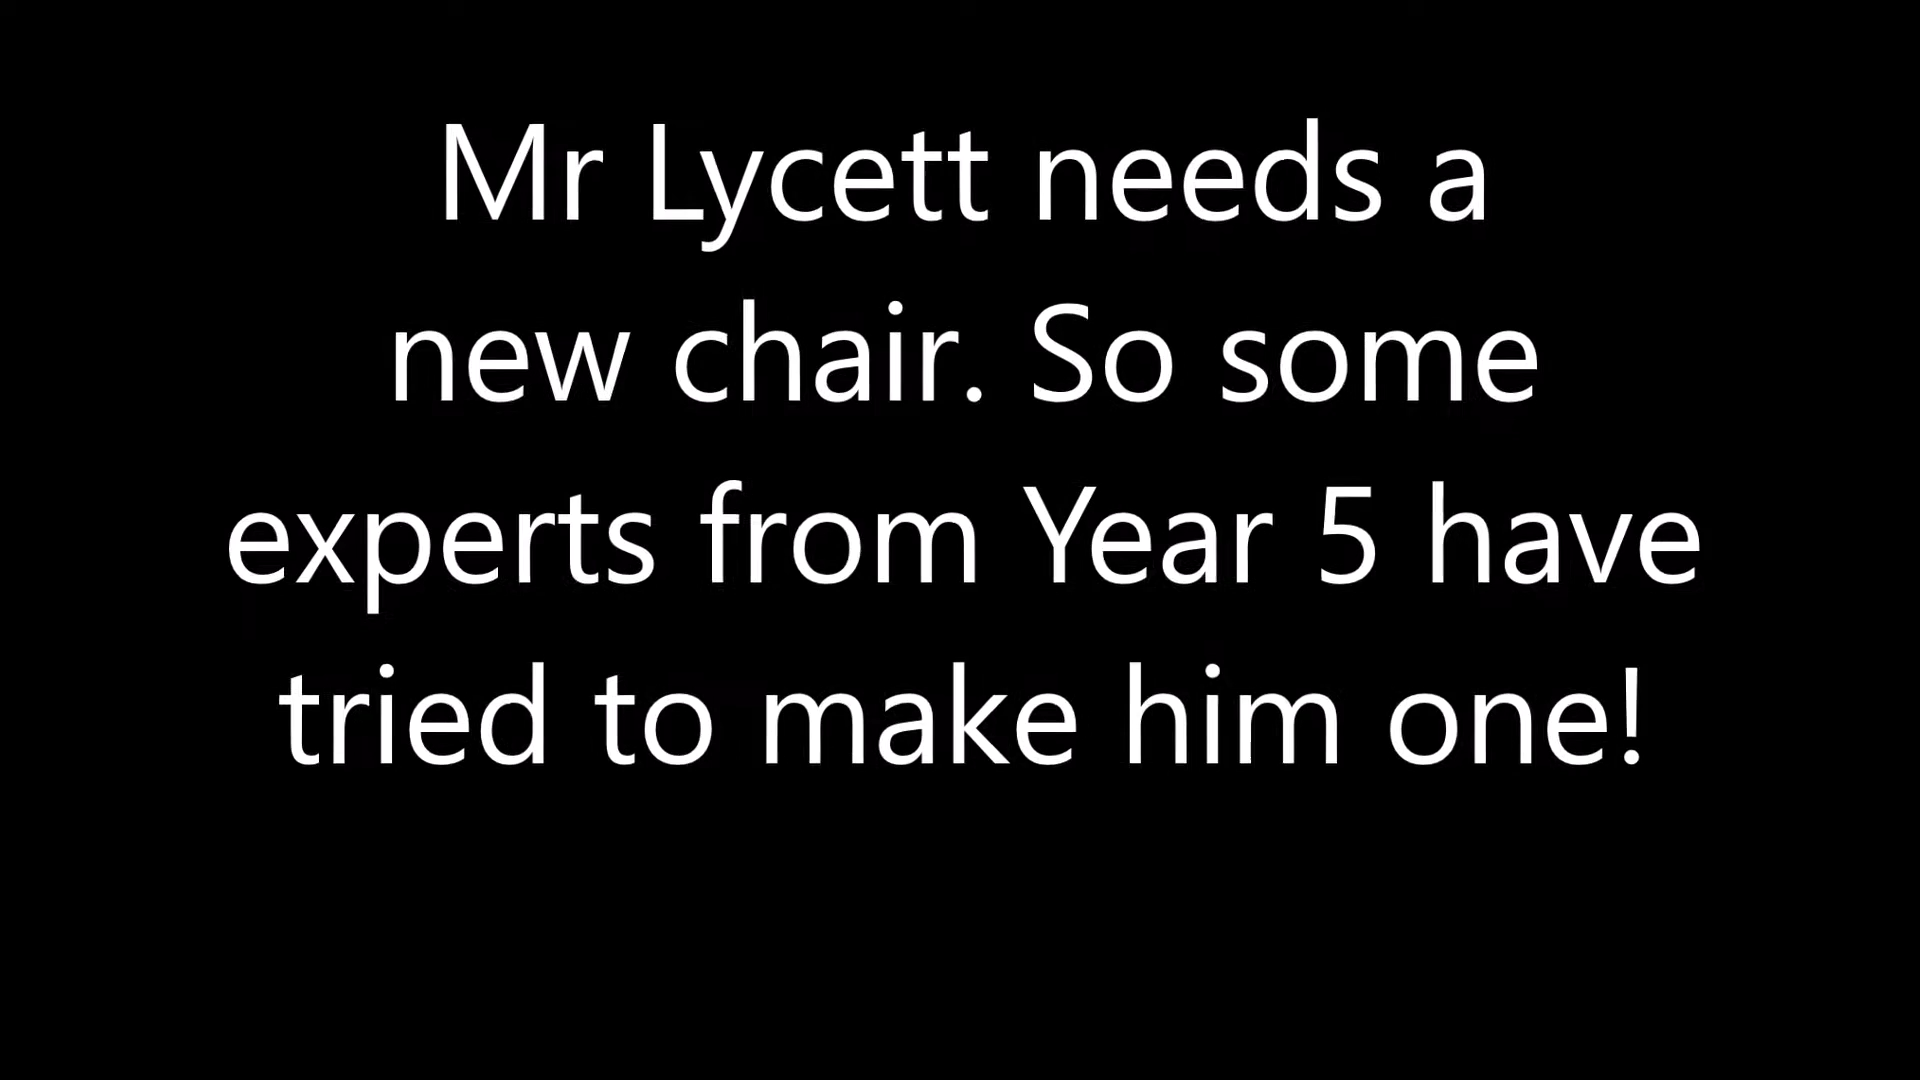 Mr Lycett needs a
new chair. So some
experts from Year 5 have
tried to make him one!